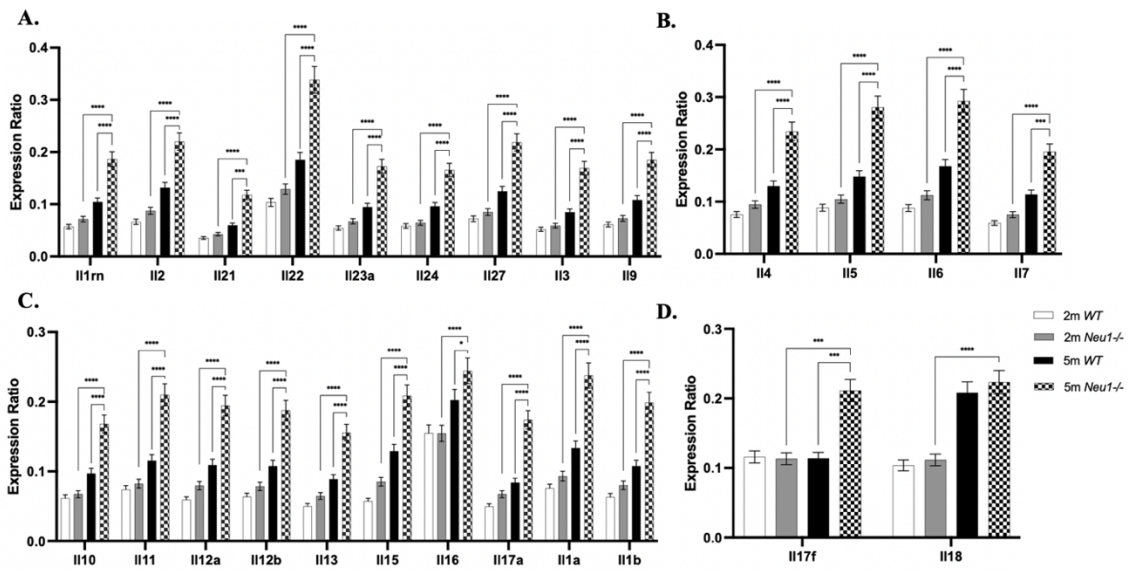 A.
Expression Ratio
0.4
0.3
0.2
0.1
0.0
**** **** **** **** **** **** **** **** ****
**** **** *** **** **** **** **** **** ****
Il1rn Il2 Il21 Il22 Il23a Il24 Il27 Il3 Il9
B.
Expression Ratio
0.4
0.3
0.2
0.1
0.0
**** **** **** ****
**** **** **** ***
Il4 Il5 Il6 Il7
C.
Expression Ratio
0.3
0.2
0.1
0.0
**** **** **** **** **** **** **** **** **** ****
**** **** **** **** **** **** * **** **** ****
Il10 Il11 Il12a Il12b Il13 Il15 Il16 Il17a Il1a Il1b
D.
Expression Ratio
0.3
0.2
0.1
0.0
*** ****
***
Il17f Il18
2m WT
2m Neu1-/-
5m WT
5m Neu1-/-